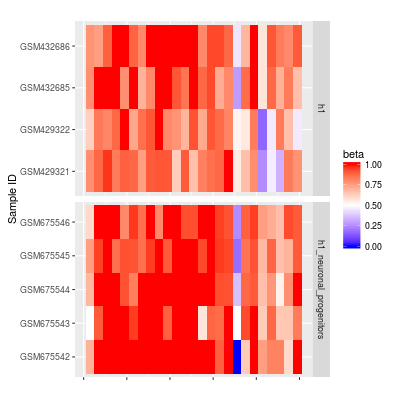 GSM432686
GSM432685
GSM429322
GSM429321
h1
GSM675546
GSM675545
GSM675544
GSM675543
GSM675542
h1_neuronal_progenitors
Sample ID
beta
1.00
0.75
0.50
0.25
0.00